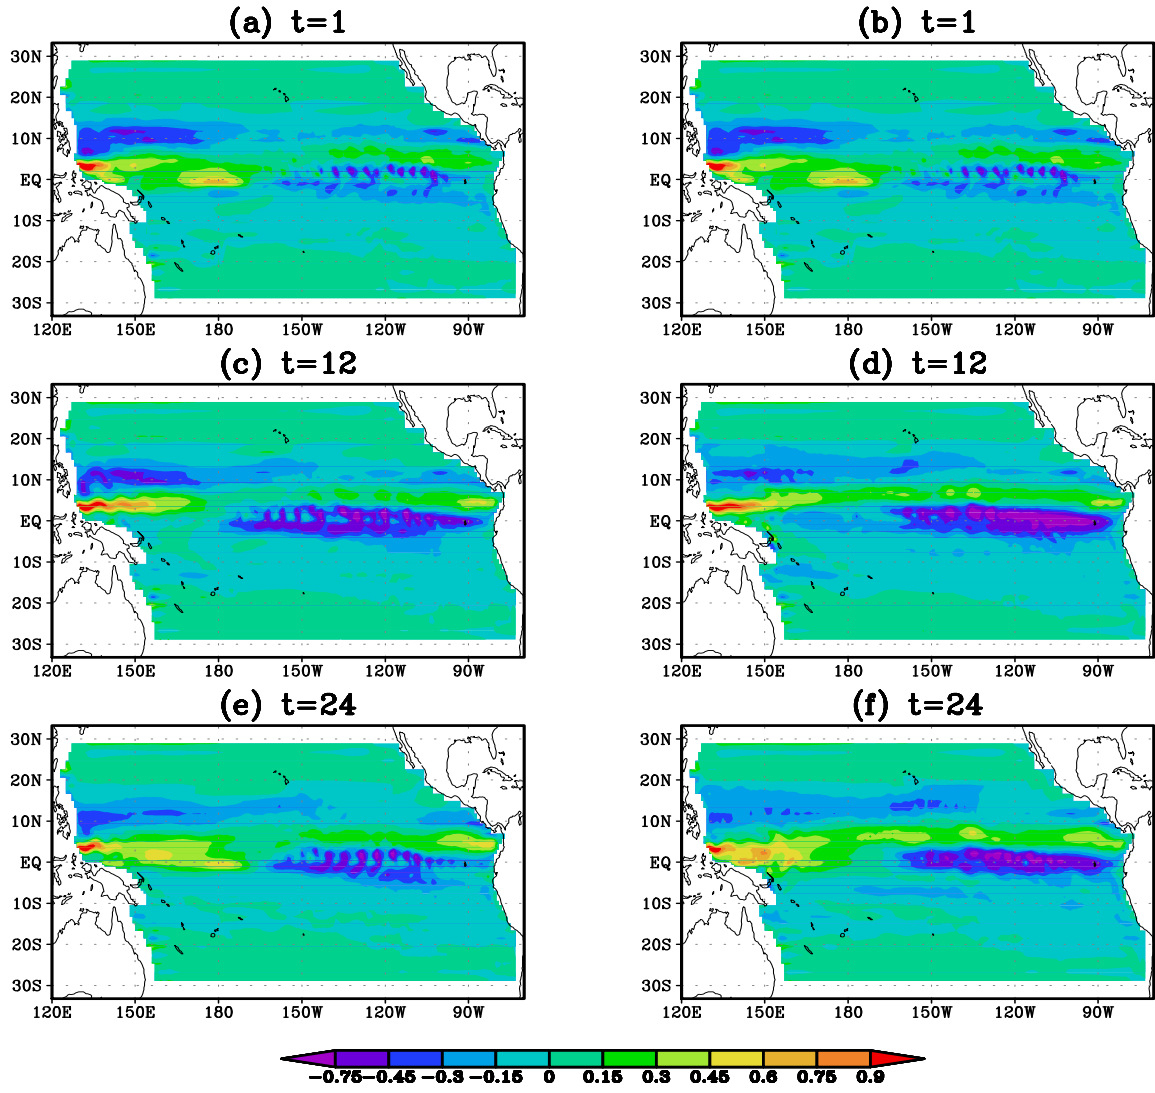 (a) t=1
30N
20N
10N
EQ
10S
20S
30S
120E 150E 180 150W 120W 90W
(b) t=1
30N
20N
10N
EQ
10S
20S
30S
120E 150E 180 150W 120W 90W
(c) t=12
30N
20N
10N
EQ
10S
20S
30S
120E 150E 180 150W 120W 90W
(d) t=12
30N
20N
10N
EQ
10S
20S
30S
120E 150E 180 150W 120W 90W
(e) t=24
30N
20N
10N
EQ
10S
20S
30S
120E 150E 180 150W 120W 90W
(f) t=24
30N
20N
10N
EQ
10S
20S
30S
120E 150E 180 150W 120W 90W
-0.75 -0.45 -0.3 -0.15 0 0.15 0.3 0.45 0.6 0.75 0.9